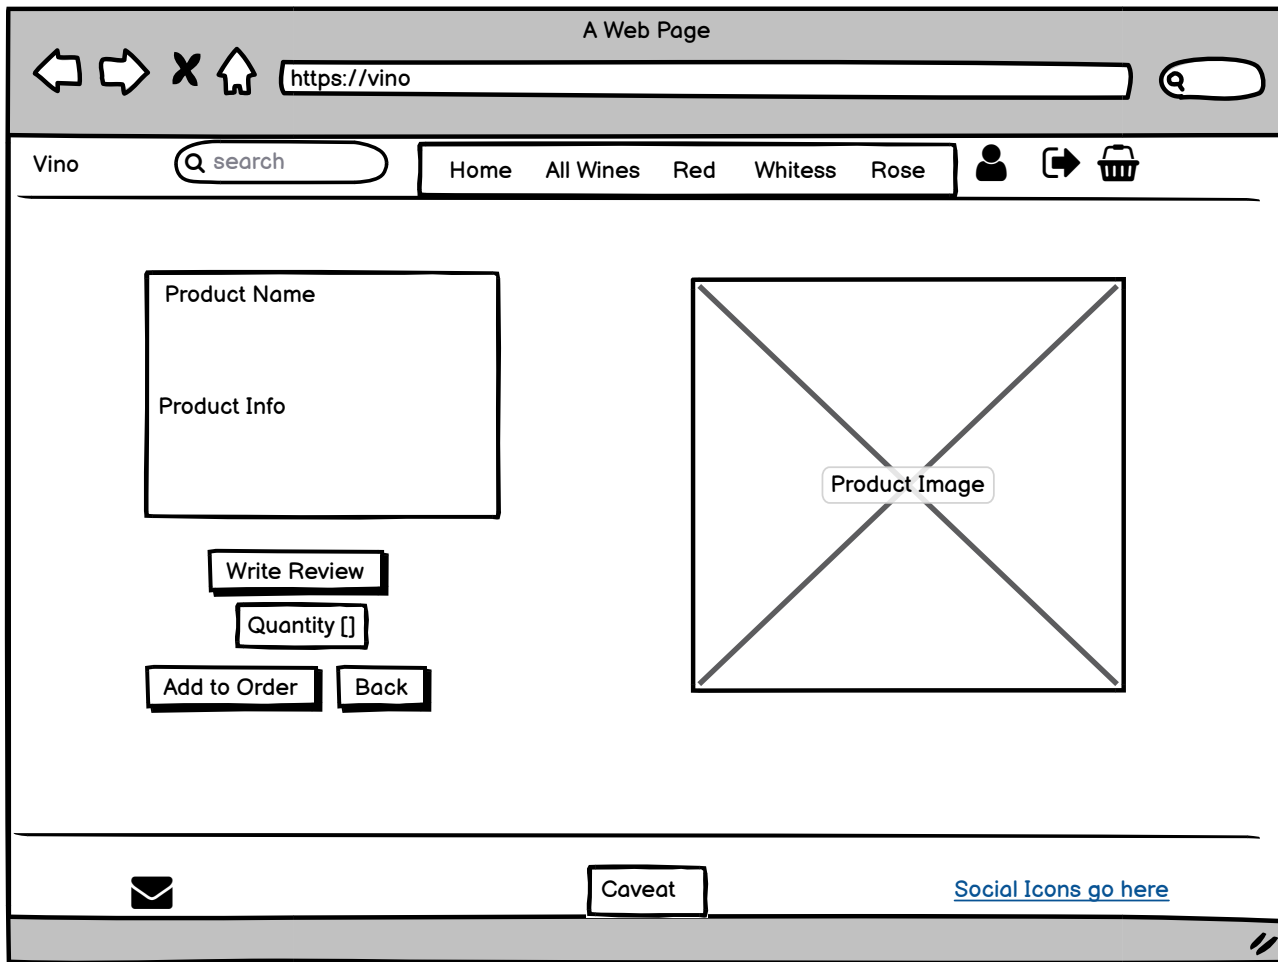 A Web Page
https://vino
Vino
search
Home All Wines Red Whitess Rose
Product Name
Product Info
Product Image
Write Review
Quantity []
Add to Order
Back
Caveat
Social Icons go here